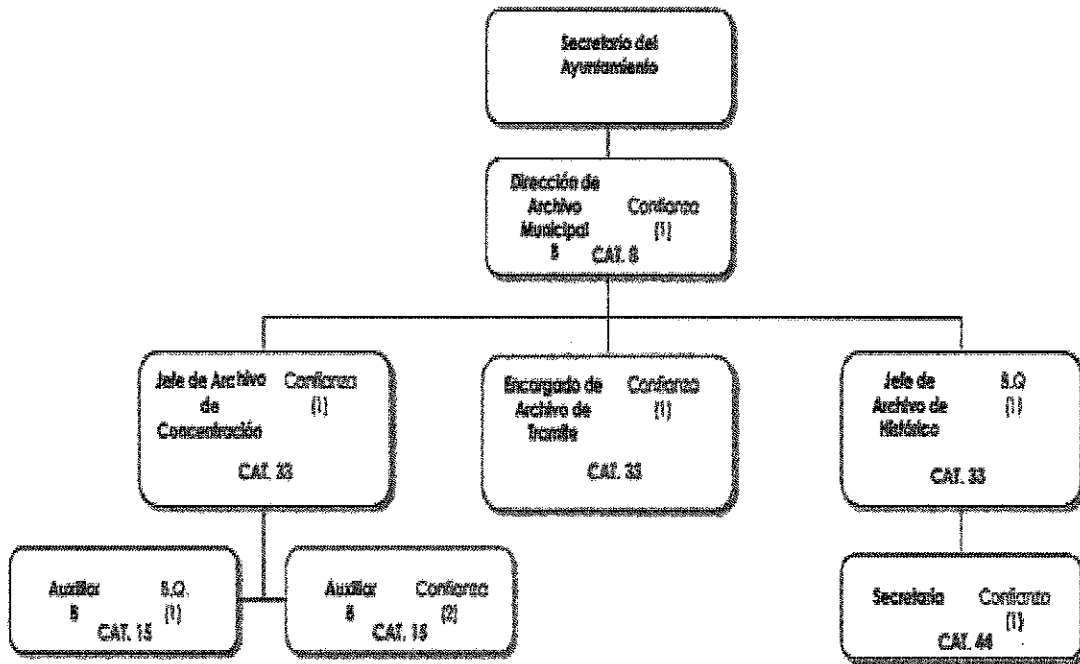 Secretario del
Ayuntamiento
Dirección de
Archivo Confianza
Municipal (1)
B CAT. 8
Jefe de Archivo Confianza
de (1)
Concentración
CAT. 33
Encargado de Confianza
Archivo de (1)
Tramite
CAT. 33
Jefe de S.Q
Archivo de (1)
Histórico
CAT. 33
Auxiliar S.Q.
B (1)
CAT. 15
Auxiliar Confianza
B (2)
CAT. 15
Secretaria Confianza
(1)
CAT. 44